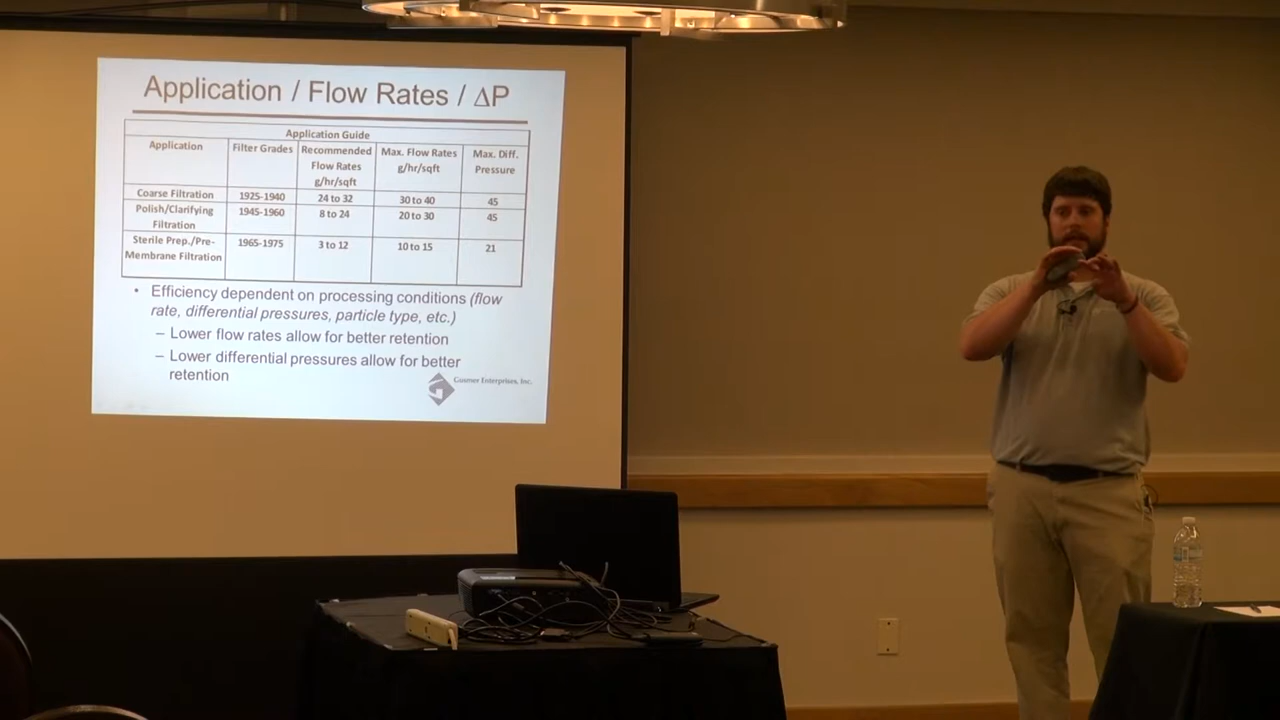 Application / Flow Rates / ΔP
Application Guide
Application Filter Grades Recommended Flow Rates g/hr/sqft Max. Flow Rates g/hr/sqft Max. Diff. Pressure
Coarse Filtration 1925-1940 24 to 32 30 to 40 45
Polish/Clarifying Filtration 1945-1960 8 to 24 20 to 30 45
Sterile Prep./Pre-Membrane Filtration 1965-1975 3 to 12 10 to 15 21
• Efficiency dependent on processing conditions (flow
rate, differential pressures, particle type, etc.)
– Lower flow rates allow for better retention
– Lower differential pressures allow for better
retention
Gusmer Enterprises, Inc.